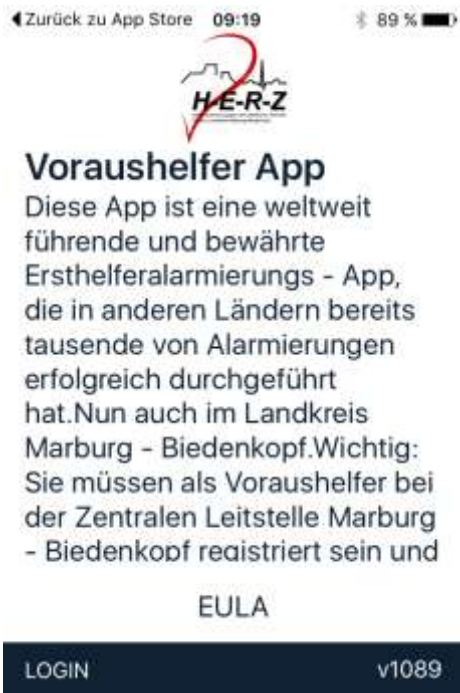 Zurück zu App Store 09:19 89 %
H-E-R-Z
Voraushelfer App
Diese App ist eine weltweit
führende und bewährte
Ersthelferalarmierungs - App,
die in anderen Ländern bereits
tausende von Alarmierungen
erfolgreich durchgeführt
hat.Nun auch im Landkreis
Marburg - Biedenkopf.Wichtig:
Sie müssen als Voraushelfer bei
der Zentralen Leitstelle Marburg
- Biedenkopf registriert sein und
EULA
LOGIN v1089